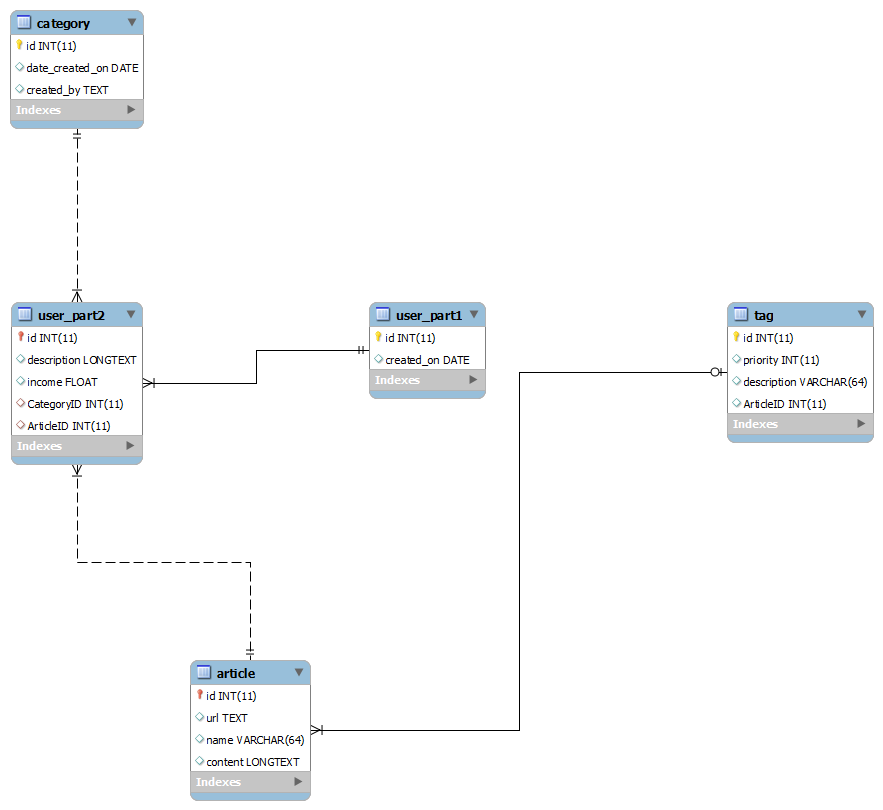 category
id INT(11)
date_created_on DATE
created_by TEXT
Indexes
user_part2
id INT(11)
description LONGTEXT
income FLOAT
CategoryID INT(11)
ArticleID INT(11)
Indexes
user_part1
id INT(11)
created_on DATE
Indexes
tag
id INT(11)
priority INT(11)
description VARCHAR(64)
ArticleID INT(11)
Indexes
article
id INT(11)
url TEXT
name VARCHAR(64)
content LONGTEXT
Indexes